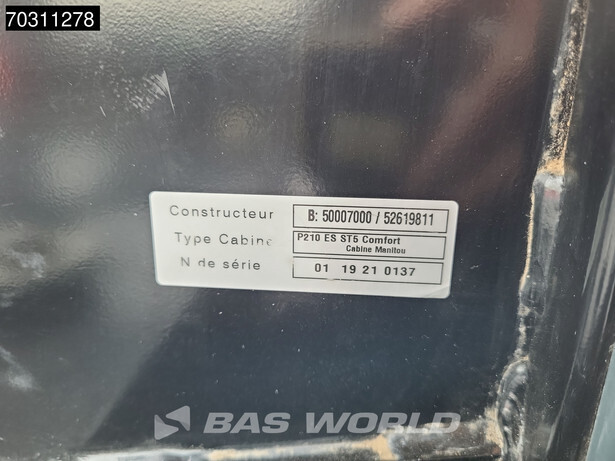 70311278
Constructeur B: 50007000 / 52619811
Type Cabine P210 ES ST5 Comfort
Cabine Manitou
N de série 01 19 21 0137
BAS WORLD